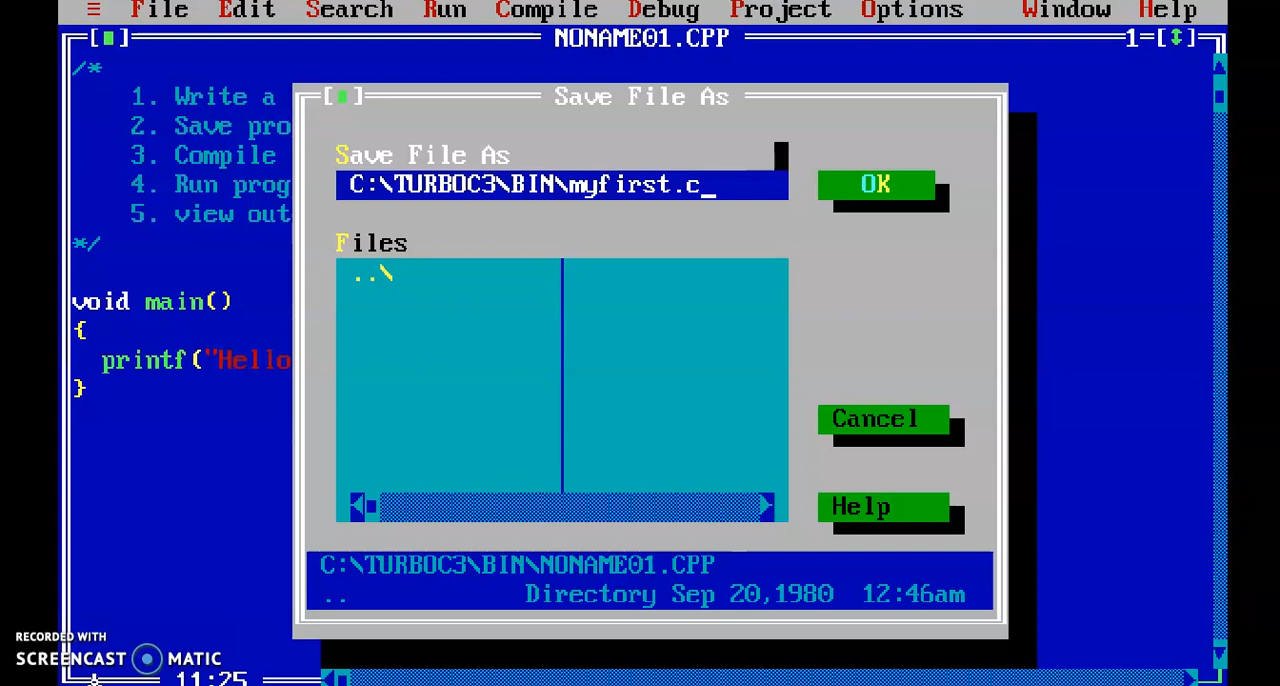 ≡ File Edit Search Run Compile Debug Project Options Window Help
[■] NONAME01.CPP 1=[↕]
/*
1. Write a
2. Save pro
3. Compile
4. Run prog
5. view out
*/
void main()
{
printf("Hello
}
[■] Save File As
Save File As
C:\TURBOC3\BIN\myfirst.c_
OK
Files
..\
Cancel
Help
C:\TURBOC3\BIN\NONAME01.CPP
.. Directory Sep 20,1980 12:46am
RECORDED WITH
SCREENCAST MATIC
11:25